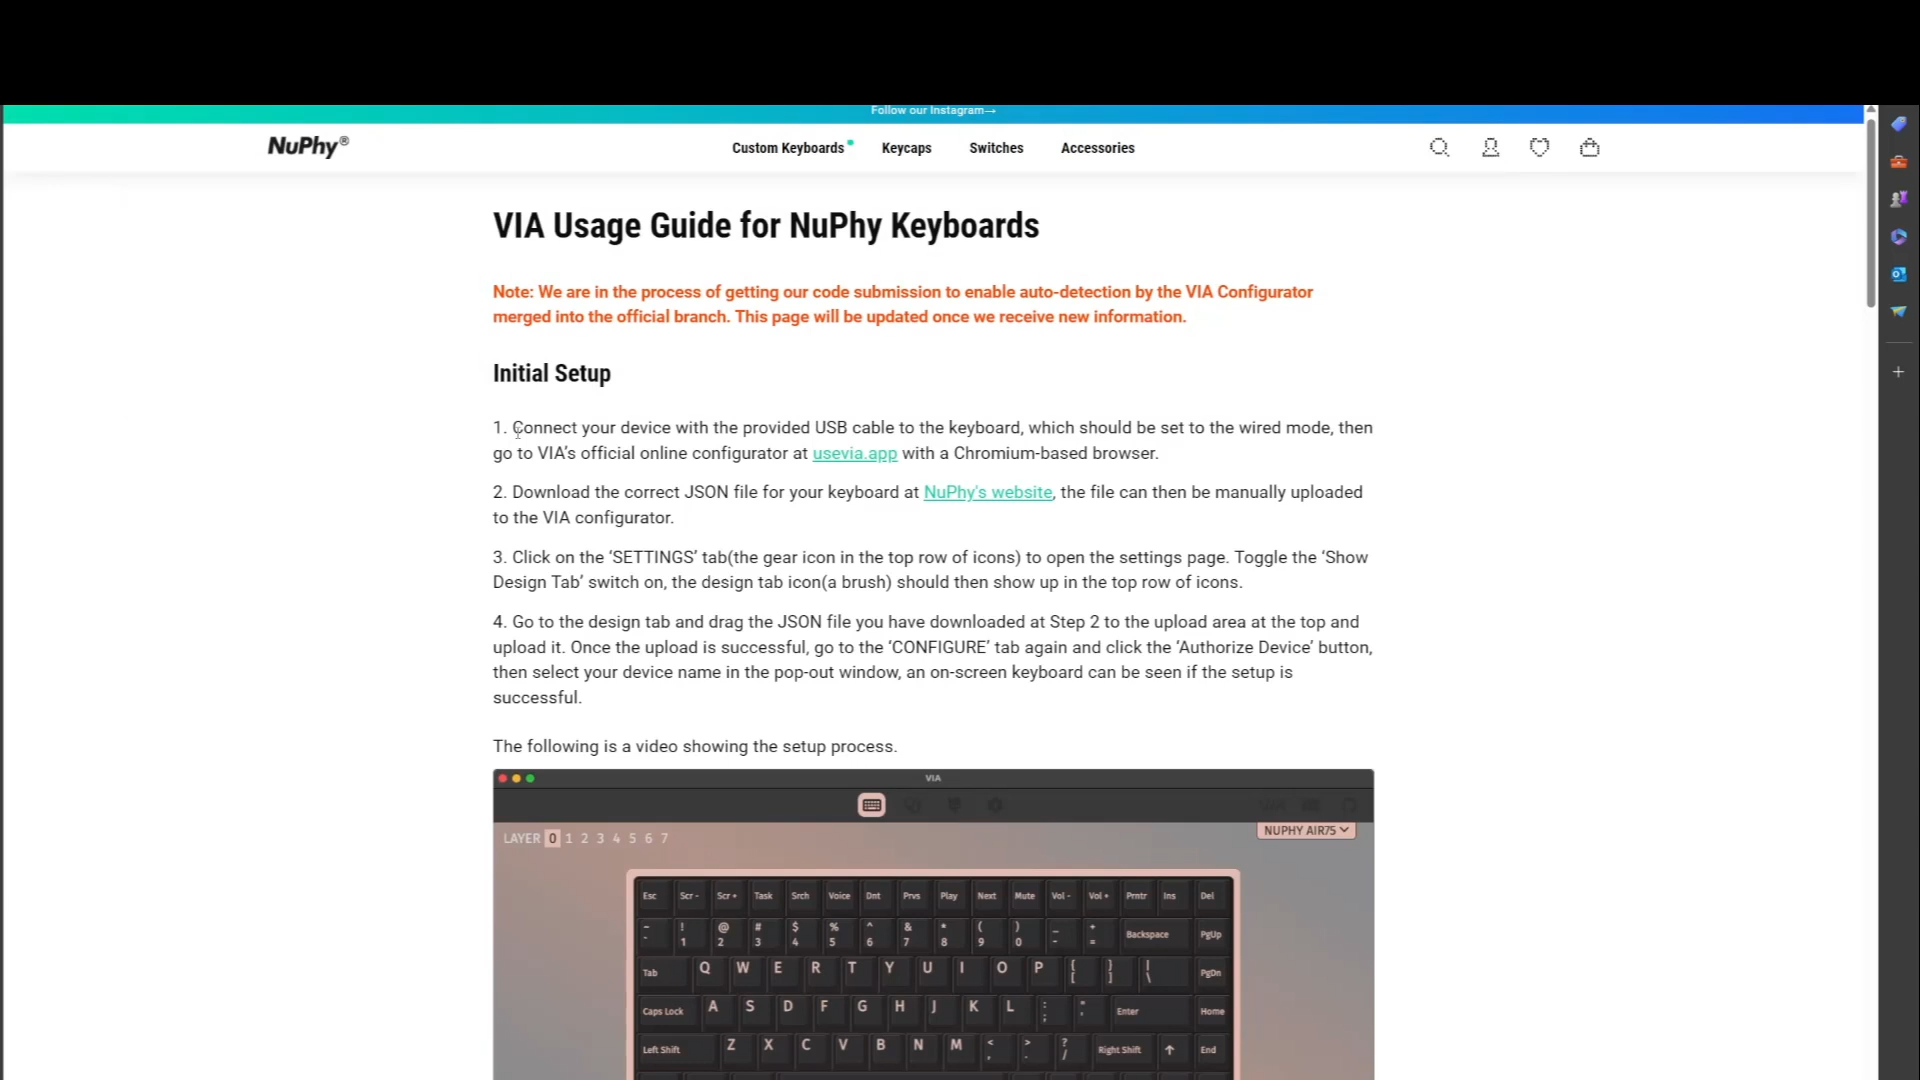 Follow our Instagram→
NuPhy®
Custom Keyboards Keycaps Switches Accessories
VIA Usage Guide for NuPhy Keyboards
Note: We are in the process of getting our code submission to enable auto-detection by the VIA Configurator
merged into the official branch. This page will be updated once we receive new information.
Initial Setup
1. Connect your device with the provided USB cable to the keyboard, which should be set to the wired mode, then
go to VIA’s official online configurator at usevia.app with a Chromium-based browser.
2. Download the correct JSON file for your keyboard at NuPhy's website, the file can then be manually uploaded
to the VIA configurator.
3. Click on the ‘SETTINGS’ tab(the gear icon in the top row of icons) to open the settings page. Toggle the ‘Show
Design Tab’ switch on, the design tab icon(a brush) should then show up in the top row of icons.
4. Go to the design tab and drag the JSON file you have downloaded at Step 2 to the upload area at the top and
upload it. Once the upload is successful, go to the ‘CONFIGURE’ tab again and click the ‘Authorize Device’ button,
then select your device name in the pop-out window, an on-screen keyboard can be seen if the setup is
successful.
The following is a video showing the setup process.
VIA
NUPHY AIR75
LAYER 0 1 2 3 4 5 6 7
Esc Scr - Scr + Task Srch Voice Dnt Prvs Play Next Mute Vol - Vol + Prntr Ins Del
~ ! @ # $ % ^ & * ( ) _ +
` 1 2 3 4 5 6 7 8 9 0 - = Backspace PgUp
Tab Q W E R T Y U I O P { [ } ] | \ PgDn
Caps Lock A S D F G H J K L : ; " ' Enter Home
Left Shift Z X C V B N M < , > . ? / Right Shift ↑ End